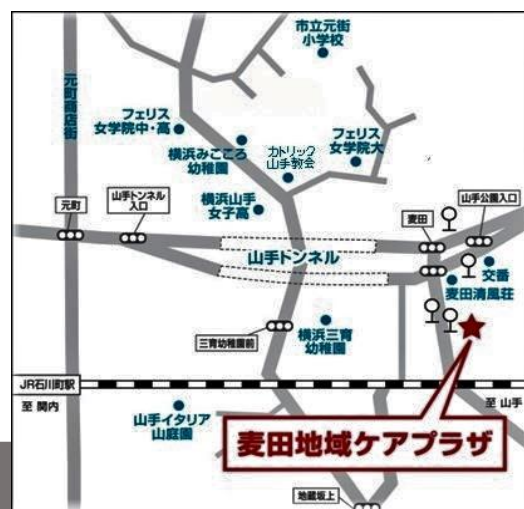 市立元街
小学校
元町商店街
フェリス
女学院中・高
横浜みこころ
幼稚園
カトリック
山手教会
フェリス
女学院大
横浜山手
女子高
元町
山手トンネル
入口
麦田
山手公園入口
山手トンネル
交番
麦田清風荘
三育幼稚園前
横浜三育
幼稚園
JR石川町駅
至 関内
至 山手
山手イタリア
山庭園
麦田地域ケアプラザ
地蔵坂上